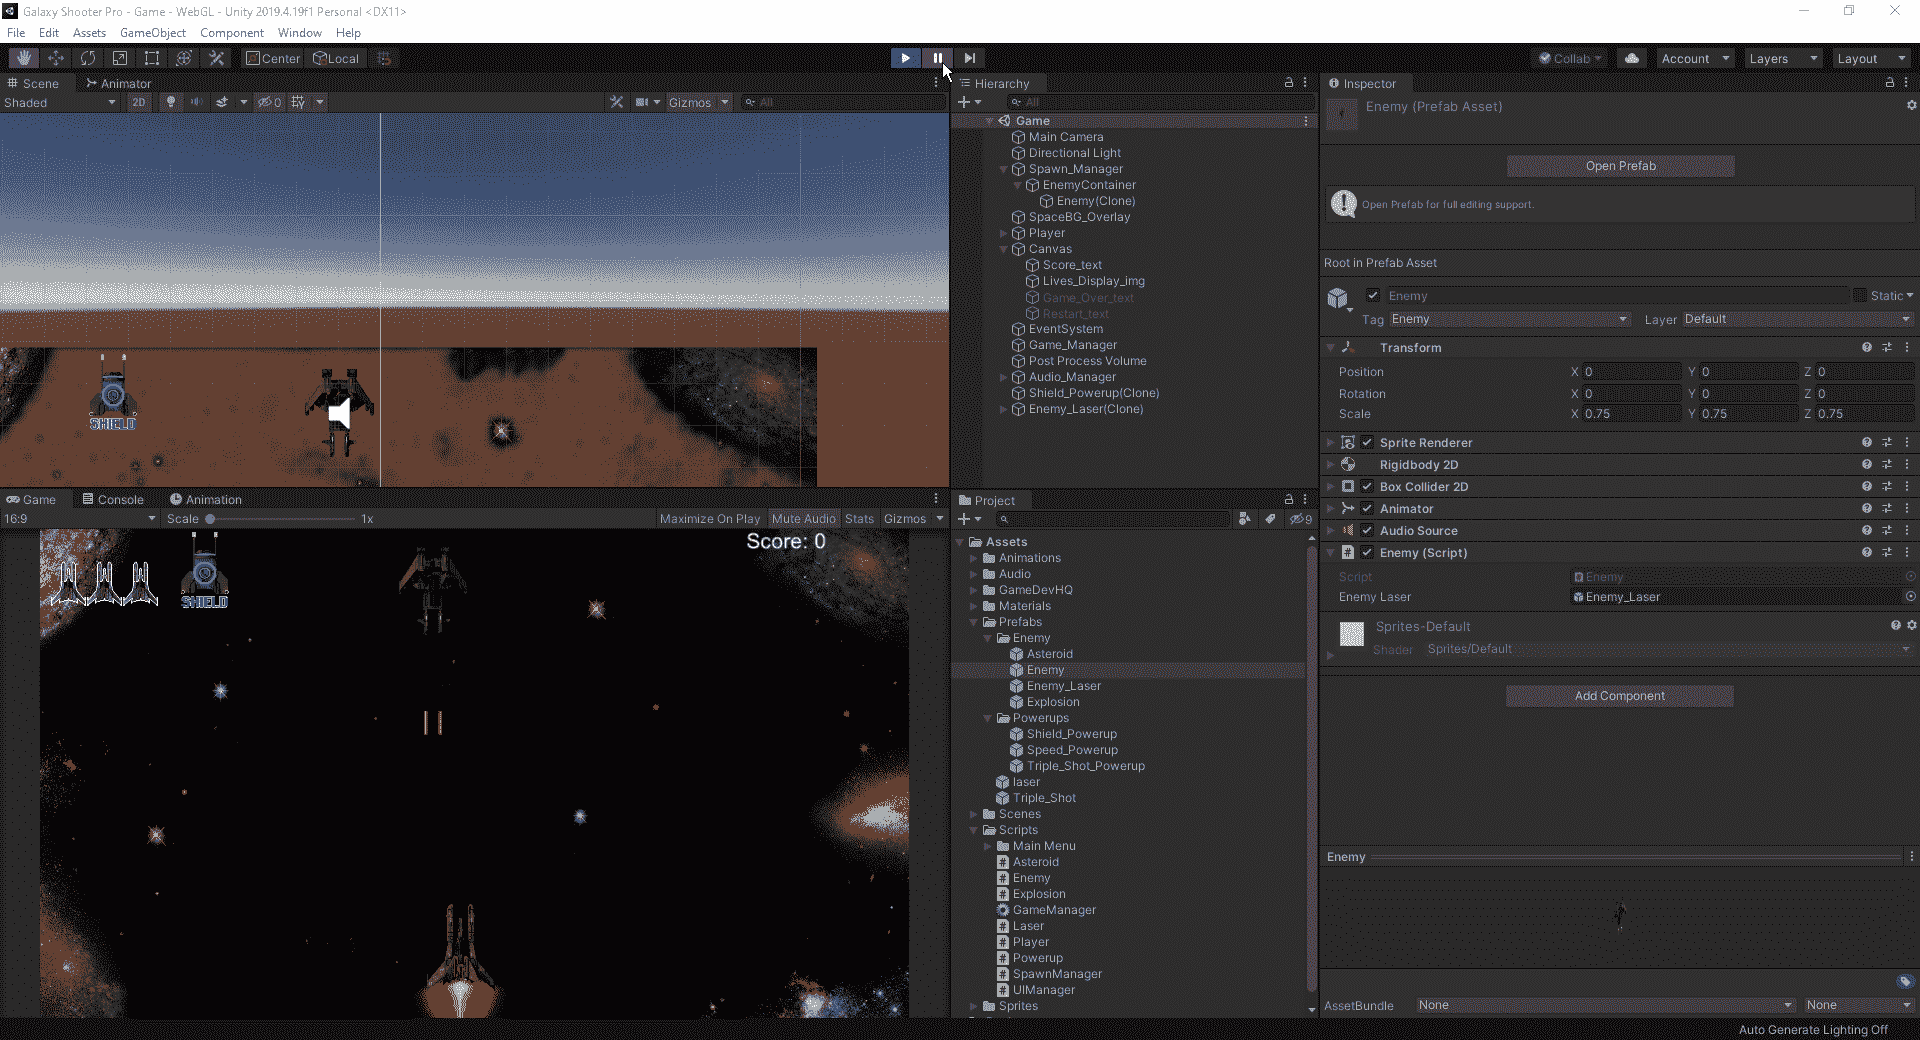 Galaxy Shooter Pro - Game - WebGL - Unity 2019.4.19f1 Personal <DX11>
File Edit Assets GameObject Component Window Help
Center Local Collab Account Layers Layout
Scene Animator
Shaded 2D 0 Gizmos All
SHIELD
Game Console Animation
16:9 Scale 1x Maximize On Play Mute Audio Stats Gizmos
Score: 0
SHIELD
Hierarchy
All
Game
Main Camera
Directional Light
Spawn_Manager
EnemyContainer
Enemy(Clone)
SpaceBG_Overlay
Player
Canvas
Score_text
Lives_Display_img
Game_Over_text
Restart_text
EventSystem
Game_Manager
Post Process Volume
Audio_Manager
Shield_Powerup(Clone)
Enemy_Laser(Clone)
Project
9
Assets
Animations
Audio
GameDevHQ
Materials
Prefabs
Enemy
Asteroid
Enemy
Enemy_Laser
Explosion
Powerups
Shield_Powerup
Speed_Powerup
Triple_Shot_Powerup
laser
Triple_Shot
Scenes
Scripts
Main Menu
Asteroid
Enemy
Explosion
GameManager
Laser
Player
Powerup
SpawnManager
UIManager
Sprites
Inspector
Enemy (Prefab Asset)
Open Prefab
Open Prefab for full editing support.
Root in Prefab Asset
Enemy Static
Tag Enemy Layer Default
Transform
Position X 0 Y 0 Z 0
Rotation X 0 Y 0 Z 0
Scale X 0.75 Y 0.75 Z 0.75
Sprite Renderer
Rigidbody 2D
Box Collider 2D
Animator
Audio Source
Enemy (Script)
Script Enemy
Enemy Laser Enemy_Laser
Sprites-Default
Shader Sprites/Default
Add Component
Enemy
AssetBundle None None
Auto Generate Lighting Off